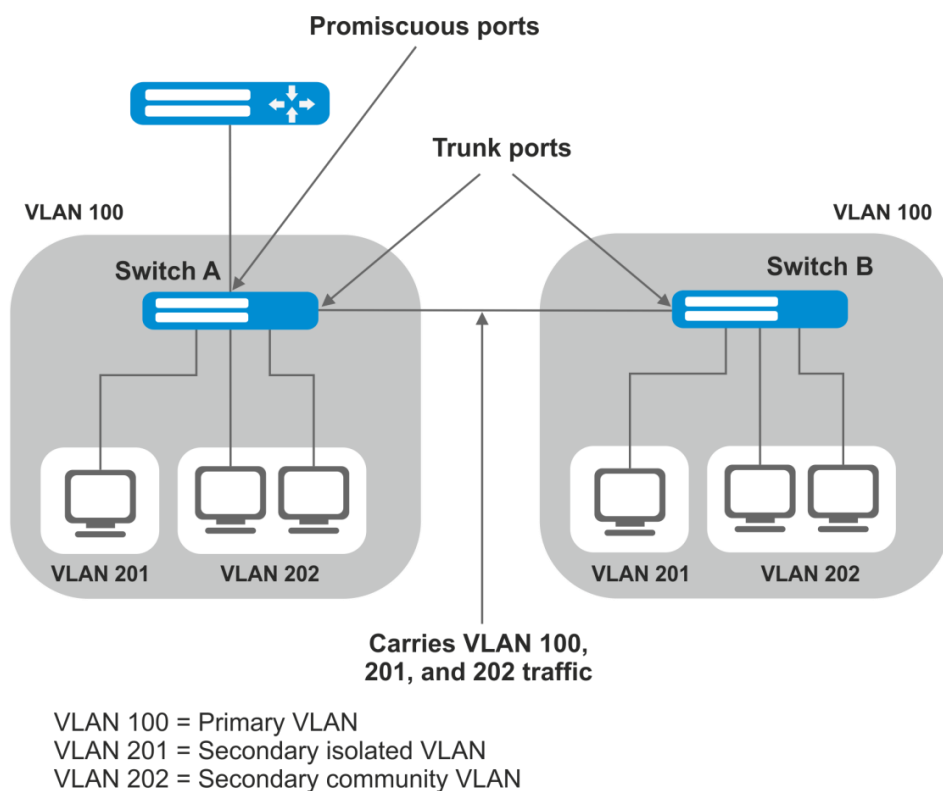 Promiscuous ports
Trunk ports
VLAN 100
VLAN 100
Switch A
Switch B
VLAN 201
VLAN 202
VLAN 201
VLAN 202
Carries VLAN 100,
201, and 202 traffic
VLAN 100 = Primary VLAN
VLAN 201 = Secondary isolated VLAN
VLAN 202 = Secondary community VLAN